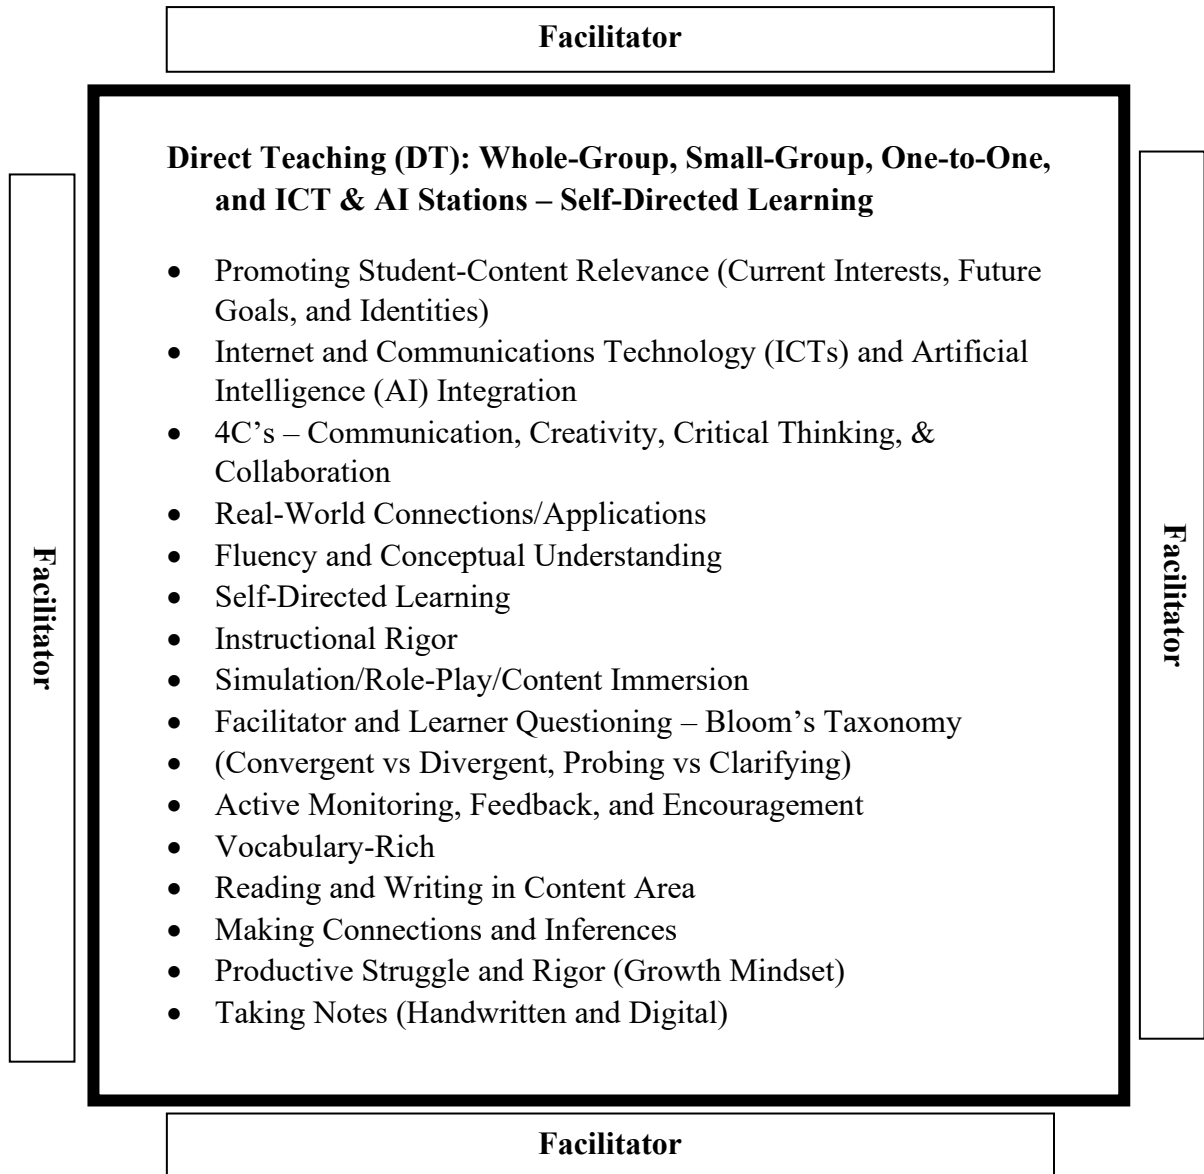 Facilitator
Direct Teaching (DT): Whole-Group, Small-Group, One-to-One,
and ICT & AI Stations – Self-Directed Learning
• Promoting Student-Content Relevance (Current Interests, Future
Goals, and Identities)
• Internet and Communications Technology (ICTs) and Artificial
Intelligence (AI) Integration
• 4C’s – Communication, Creativity, Critical Thinking, &
Collaboration
• Real-World Connections/Applications
• Fluency and Conceptual Understanding
• Self-Directed Learning
• Instructional Rigor
• Simulation/Role-Play/Content Immersion
• Facilitator and Learner Questioning – Bloom’s Taxonomy
• (Convergent vs Divergent, Probing vs Clarifying)
• Active Monitoring, Feedback, and Encouragement
• Vocabulary-Rich
• Reading and Writing in Content Area
• Making Connections and Inferences
• Productive Struggle and Rigor (Growth Mindset)
• Taking Notes (Handwritten and Digital)
Facilitator
Facilitator
Facilitator